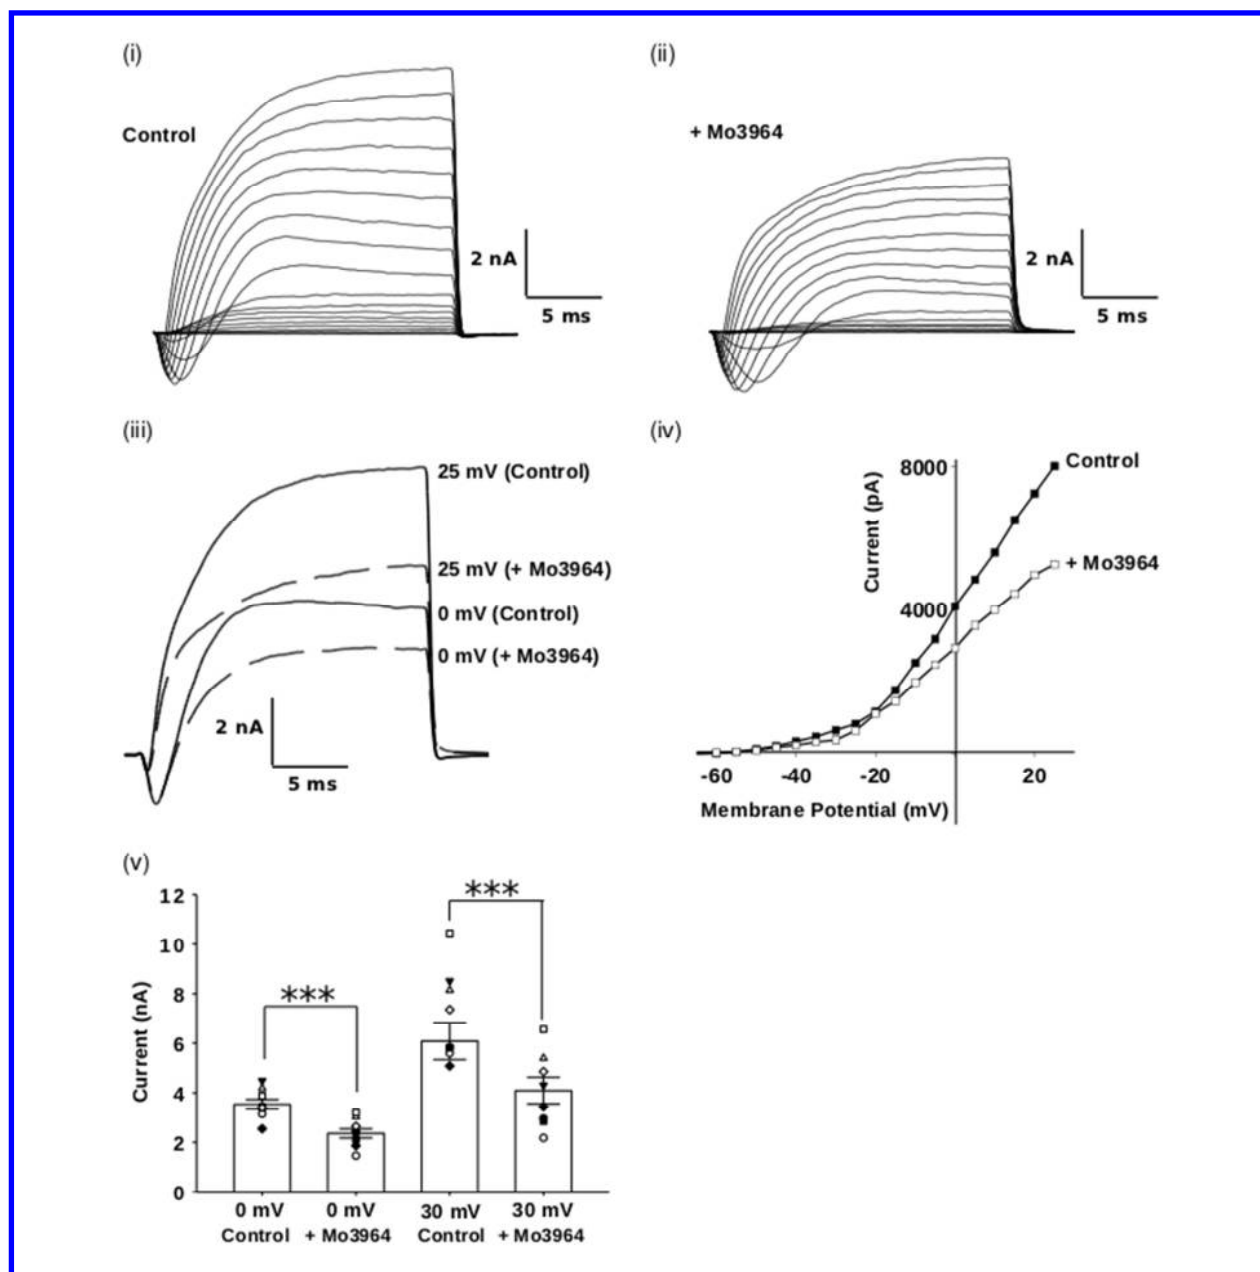 (i)
(ii)
Control
+ Mo3964
2 nA
5 ms
2 nA
5 ms
(iii)
(iv)
25 mV (Control)
25 mV (+ Mo3964)
0 mV (Control)
0 mV (+ Mo3964)
2 nA
5 ms
Current (pA)
8000
4000
Control
+ Mo3964
-60 -40 -20 20
Membrane Potential (mV)
(v)
Current (nA)
12
10
8
6
4
2
0
***
***
0 mV 0 mV 30 mV 30 mV
Control + Mo3964 Control + Mo3964